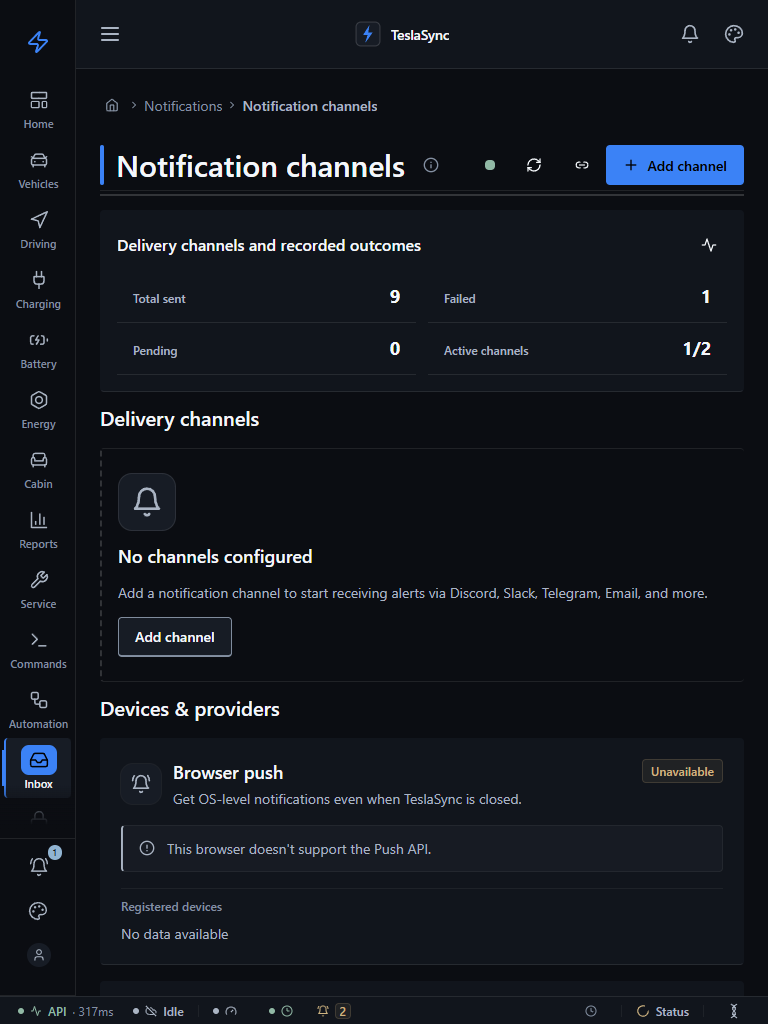 TeslaSync
Home
Vehicles
Driving
Charging
Battery
Energy
Cabin
Reports
Service
Commands
Automation
Inbox
1
Notifications
Notification channels
Notification channels
Add channel
Delivery channels and recorded outcomes
Total sent 9
Failed 1
Pending 0
Active channels 1/2
Delivery channels
No channels configured
Add a notification channel to start receiving alerts via Discord, Slack, Telegram, Email, and more.
Add channel
Devices & providers
Browser push
Unavailable
Get OS-level notifications even when TeslaSync is closed.
This browser doesn't support the Push API.
Registered devices
No data available
API · 317ms Idle 2 Status